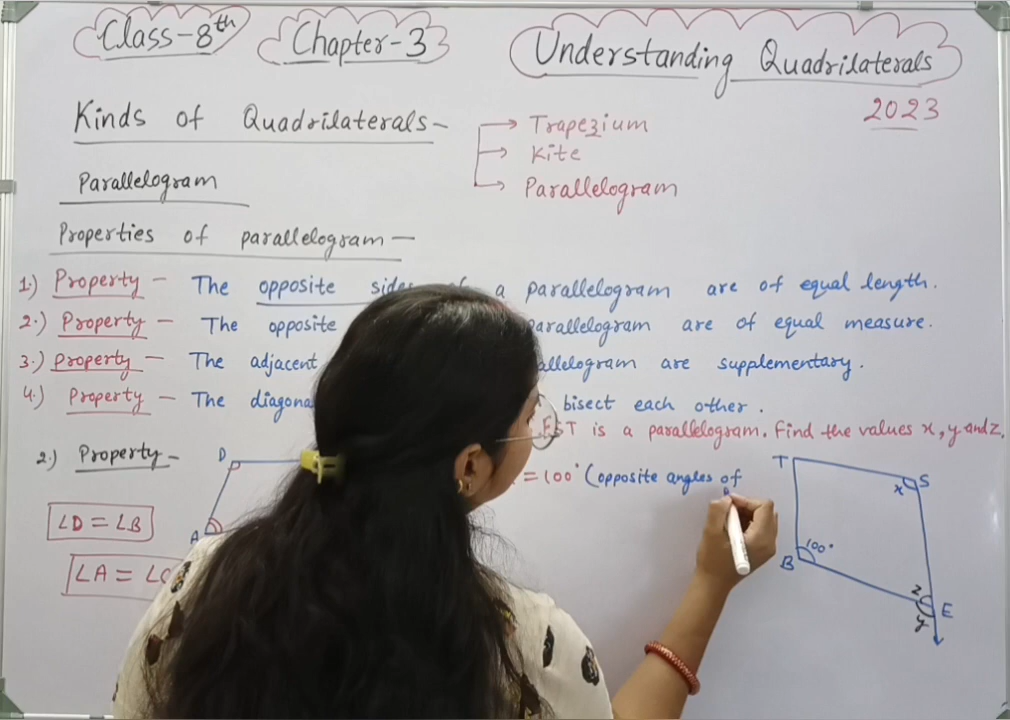 Class-8th Chapter-3 Understanding Quadrilaterals
2023
Kinds of Quadrilaterals-
Trapezium
Kite
Parallelogram
Parallelogram
Properties of parallelogram-
1.) Property - The opposite sides of a parallelogram are of equal length.
2.) Property - The opposite parallelogram are of equal measure.
3.) Property - The adjacent are supplementary.
4.) Property - The bisect each other.
EST is a parallelogram. Find the values x, y and z.
2.) Property-
= 100° (opposite angles of
D
A
∠D = ∠B
∠A =
T
S
x
100°
B
z
E
y